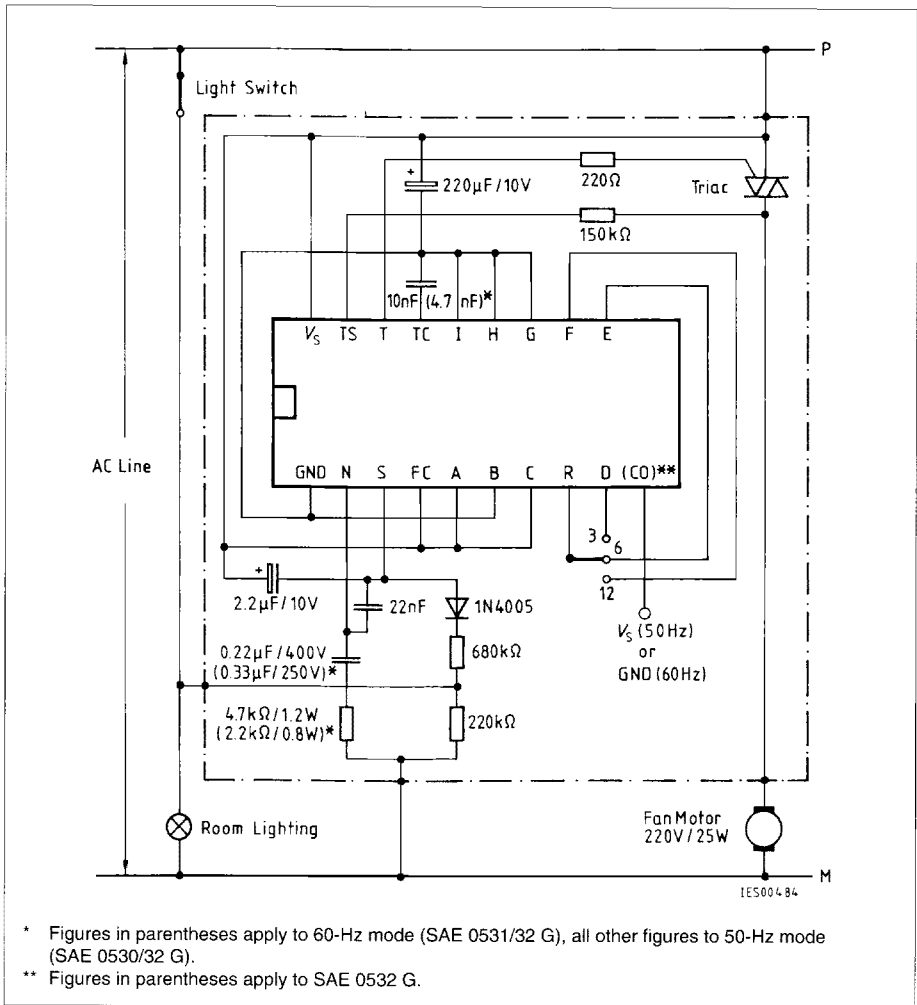 P
Light Switch
+
220µF/10V
220Ω
Triac
150kΩ
10nF (4.7 nF)*
VS TS T TC I H G F E
AC Line
GND N S FC A B C R D (CO)**
3
6
12
+
2.2µF/10V
22nF
1N4005
VS (50Hz)
or
GND (60Hz)
0.22µF/400V
(0.33µF/250V)*
680kΩ
4.7kΩ/1.2W
(2.2kΩ/0.8W)*
220kΩ
Room Lighting
Fan Motor
220V/25W
M
IES00484
* Figures in parentheses apply to 60-Hz mode (SAE 0531/32 G), all other figures to 50-Hz mode
(SAE 0530/32 G).
** Figures in parentheses apply to SAE 0532 G.